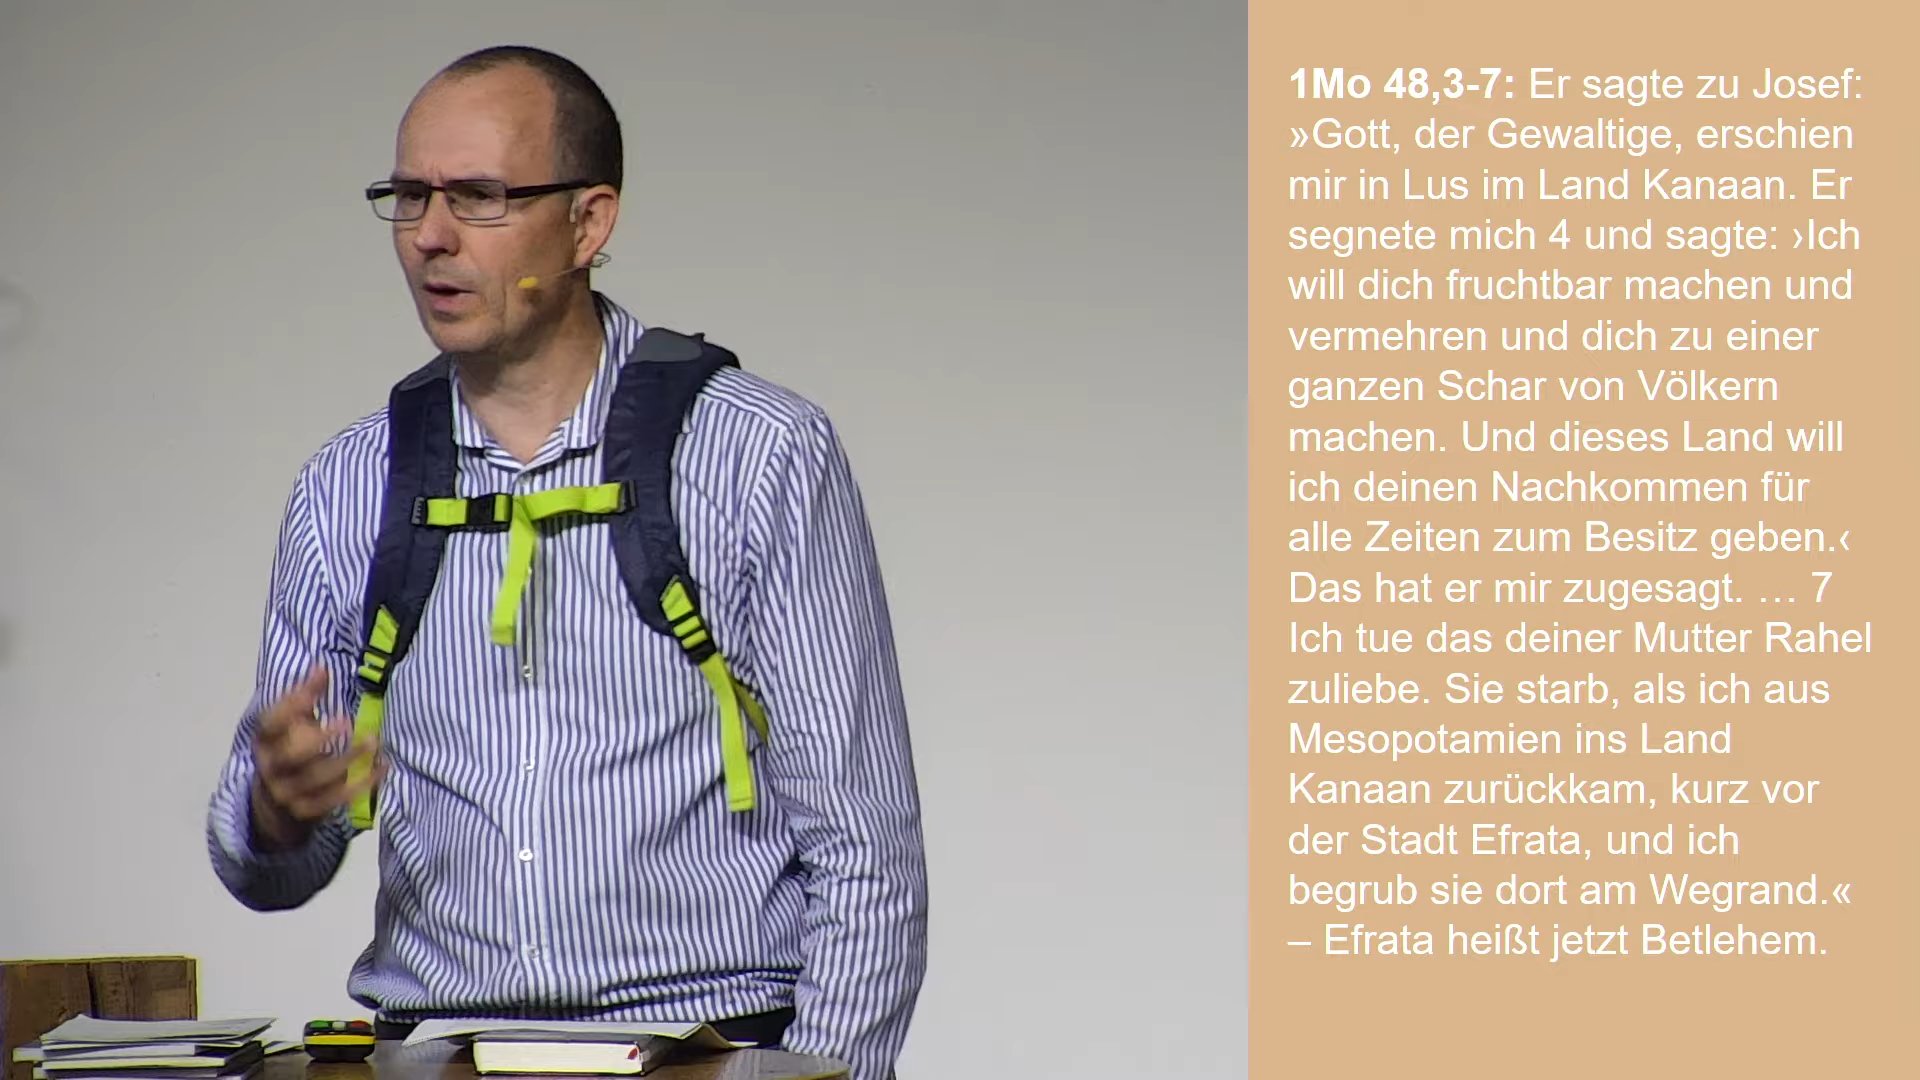 1Mo 48,3-7: Er sagte zu Josef:
»Gott, der Gewaltige, erschien
mir in Lus im Land Kanaan. Er
segnete mich 4 und sagte: ›Ich
will dich fruchtbar machen und
vermehren und dich zu einer
ganzen Schar von Völkern
machen. Und dieses Land will
ich deinen Nachkommen für
alle Zeiten zum Besitz geben.‹
Das hat er mir zugesagt. … 7
Ich tue das deiner Mutter Rahel
zuliebe. Sie starb, als ich aus
Mesopotamien ins Land
Kanaan zurückkam, kurz vor
der Stadt Efrata, und ich
begrub sie dort am Wegrand.«
– Efrata heißt jetzt Betlehem.